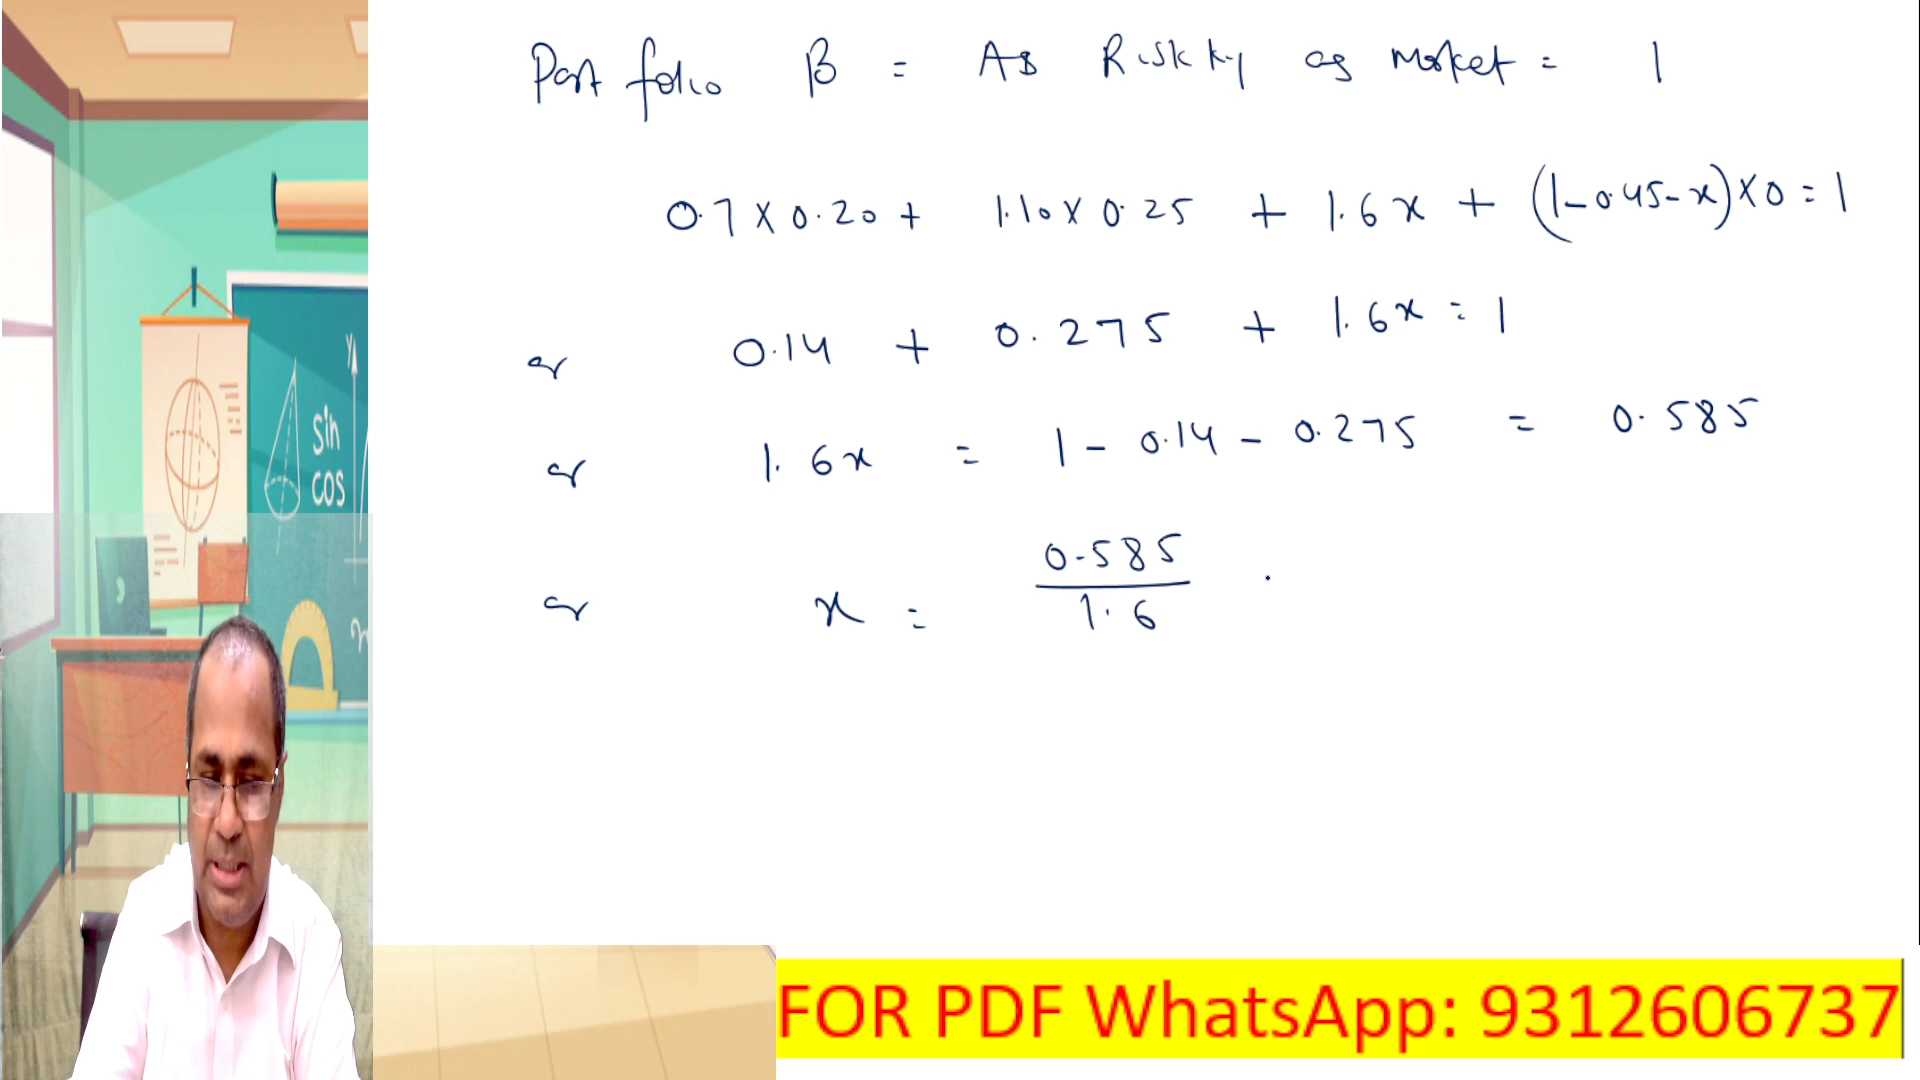 Portfolio β = As Riskky as market = 1
0.7 X 0.20 + 1.10 X 0.25 + 1.6x + (1-0.45-x) X 0 = 1
or 0.14 + 0.275 + 1.6x = 1
or 1.6x = 1 - 0.14 - 0.275 = 0.585
or x = 0.585 / 1.6
sin
cos
y
FOR PDF WhatsApp: 9312606737